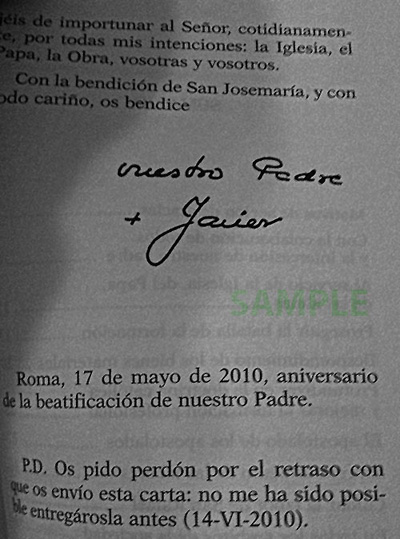 jéis de importunar al Señor, cotidianamen-
te, por todas mis intenciones: la Iglesia, el
Papa, la Obra, vosotras y vosotros.
Con la bendición de San Josemaría, y con
odo cariño, os bendice
vuestro Padre
+ Javier
SAMPLE
Roma, 17 de mayo de 2010, aniversario
de la beatificación de nuestro Padre.
P.D. Os pido perdón por el retraso con
que os envío esta carta: no me ha sido posi-
ble entregárosla antes (14-VI-2010).